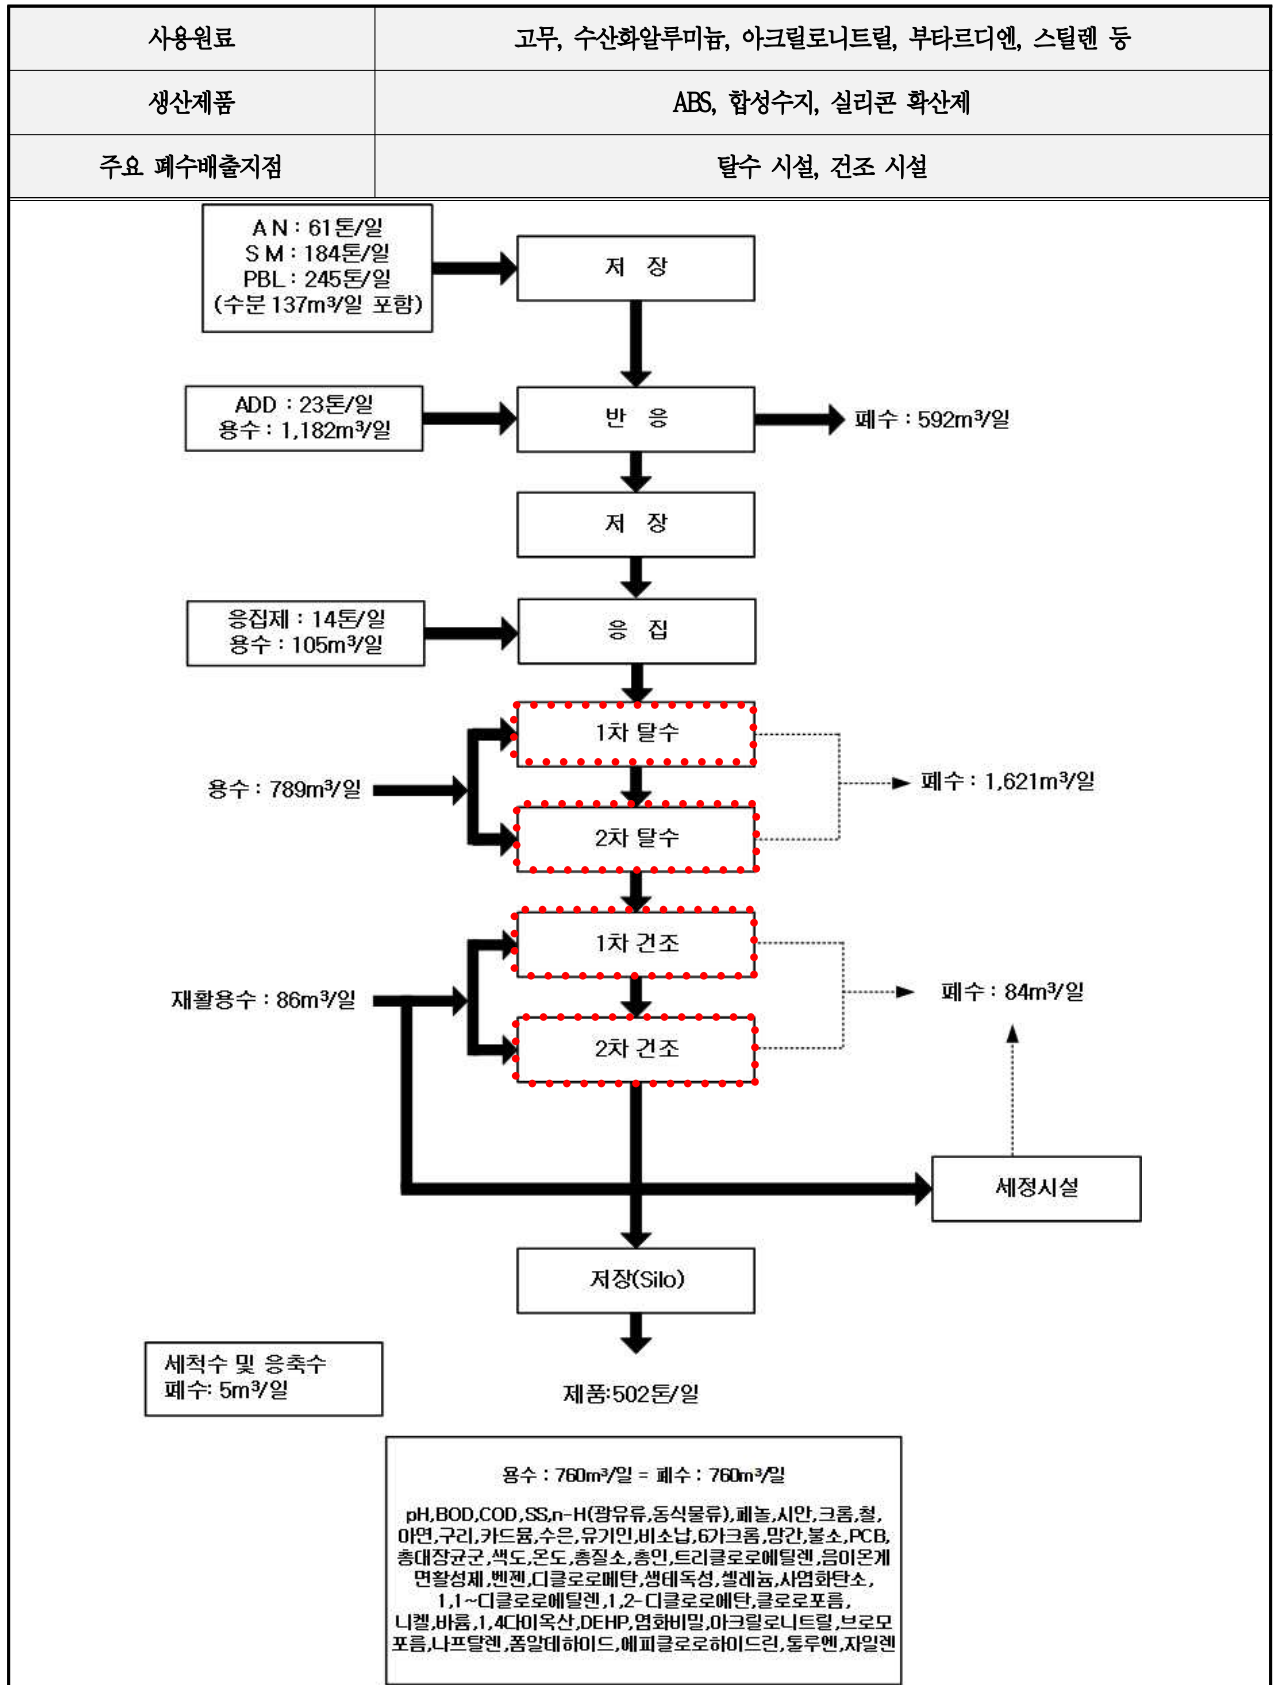 사용원료
고무, 수산화알루미늄, 아크릴로니트릴, 부타르디엔, 스틸렌 등
생산제품
ABS, 합성수지, 실리콘 확산제
주요 폐수배출지점
탈수 시설, 건조 시설
A N : 61톤/일
S M : 184톤/일
PBL : 245톤/일
(수분 137m³/일 포함)
저 장
ADD : 23톤/일
용수 : 1,182m³/일
반 응
폐수 : 592m³/일
저 장
응집제 : 14톤/일
용수 : 105m³/일
응 집
1차 탈수
용수 : 789m³/일
폐수 : 1,621m³/일
2차 탈수
1차 건조
재활용수 : 86m³/일
폐수 : 84m³/일
2차 건조
세정시설
저장(Silo)
세척수 및 응축수
폐수: 5m³/일
제품:502톤/일
용수 : 760m³/일 = 폐수 : 760m³/일
pH,BOD,COD,SS,n-H(광유류,동식물류),페놀,시안,크롬,철,
아연,구리,카드뮴,수은,유기인,비소납,6가크롬,망간,불소,PCB,
총대장균군,색도,온도,총질소,총인,트리클로로에틸렌,음이온계
면활성제,벤젠,디클로로메탄,생태독성,셀레늄,사염화탄소,
1,1~디클로로에틸렌,1,2-디클로로에탄,클로로포름,
니켈,바륨,1,4다이옥산,DEHP,염화비밀,아크릴로니트릴,브로모
포름,나프탈렌,폼알데하이드,에피클로로하이드린,톨루엔,자일렌